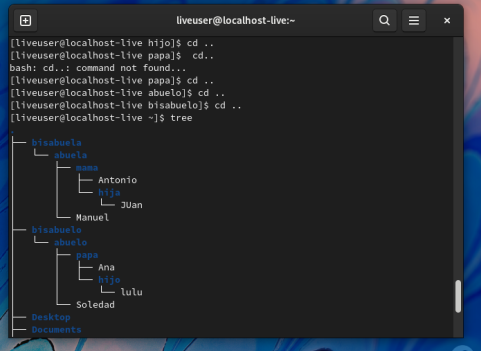 liveuser@localhost-live:~
[liveuser@localhost-live hijo]$ cd ..
[liveuser@localhost-live papa]$  cd..
bash: cd..: command not found...
[liveuser@localhost-live papa]$ cd ..
[liveuser@localhost-live abuelo]$ cd ..
[liveuser@localhost-live bisabuelo]$ cd ..
[liveuser@localhost-live ~]$ tree
.
├── bisabuela
│   └── abuela
│       ├── mama
│       │   ├── Antonio
│       │   └── hija
│       │       └── JUan
│       └── Manuel
├── bisabuelo
│   └── abuelo
│       ├── papa
│       │   ├── Ana
│       │   └── hijo
│       │       └── lulu
│       └── Soledad
├── Desktop
├── Documents